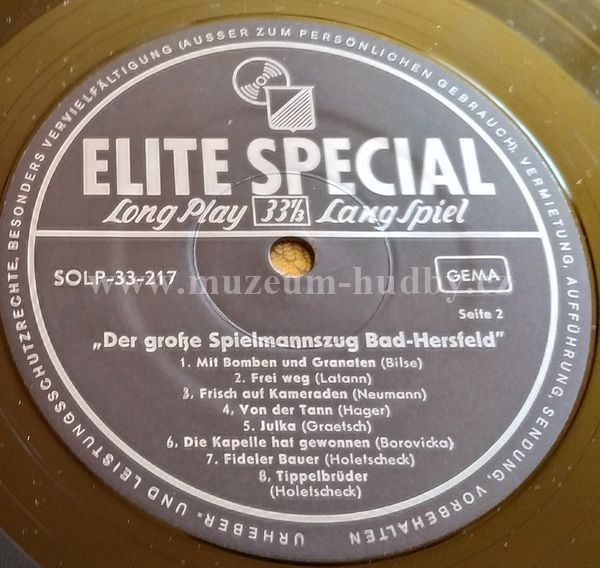 ELITE SPECIAL
Long Play 33⅓ Lang Spiel
SOLP-33-217
GEMA
Seite 2
„Der große Spielmannszug Bad-Hersfeld"
1. Mit Bomben und Granaten (Bilse)
2. Frei weg (Latann)
3, Frisch auf Kameraden (Neumann)
4, Von der Tann (Hager)
5. Julka (Graetsch)
6, Die Kapelle hat gewonnen (Borovicka)
7. Fideler Bauer (Holetscheck)
8, Tippelbrüder
(Holetscheck)
URHEBER- UND LEISTUNGSSCHUTZRECHTE, BESONDERS VERVIELFÄLTIGUNG (AUSSER ZUM PERSÖNLICHEN GEBRAUCH), VERMIETUNG, AUFFÜHRUNG, SENDUNG, VORBEHALTEN
www.muzeum-hudby.cz